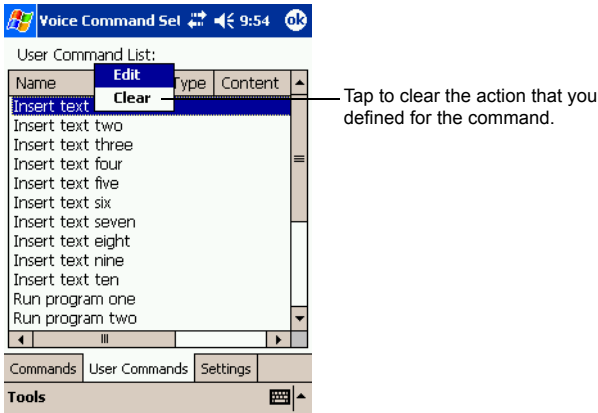 Voice Command Set 9:54 ok
User Command List:
Name Type Content
Edit
Clear
Insert text
Insert text two
Insert text three
Insert text four
Insert text five
Insert text six
Insert text seven
Insert text eight
Insert text nine
Insert text ten
Run program one
Run program two
Commands User Commands Settings
Tools
Tap to clear the action that you
defined for the command.